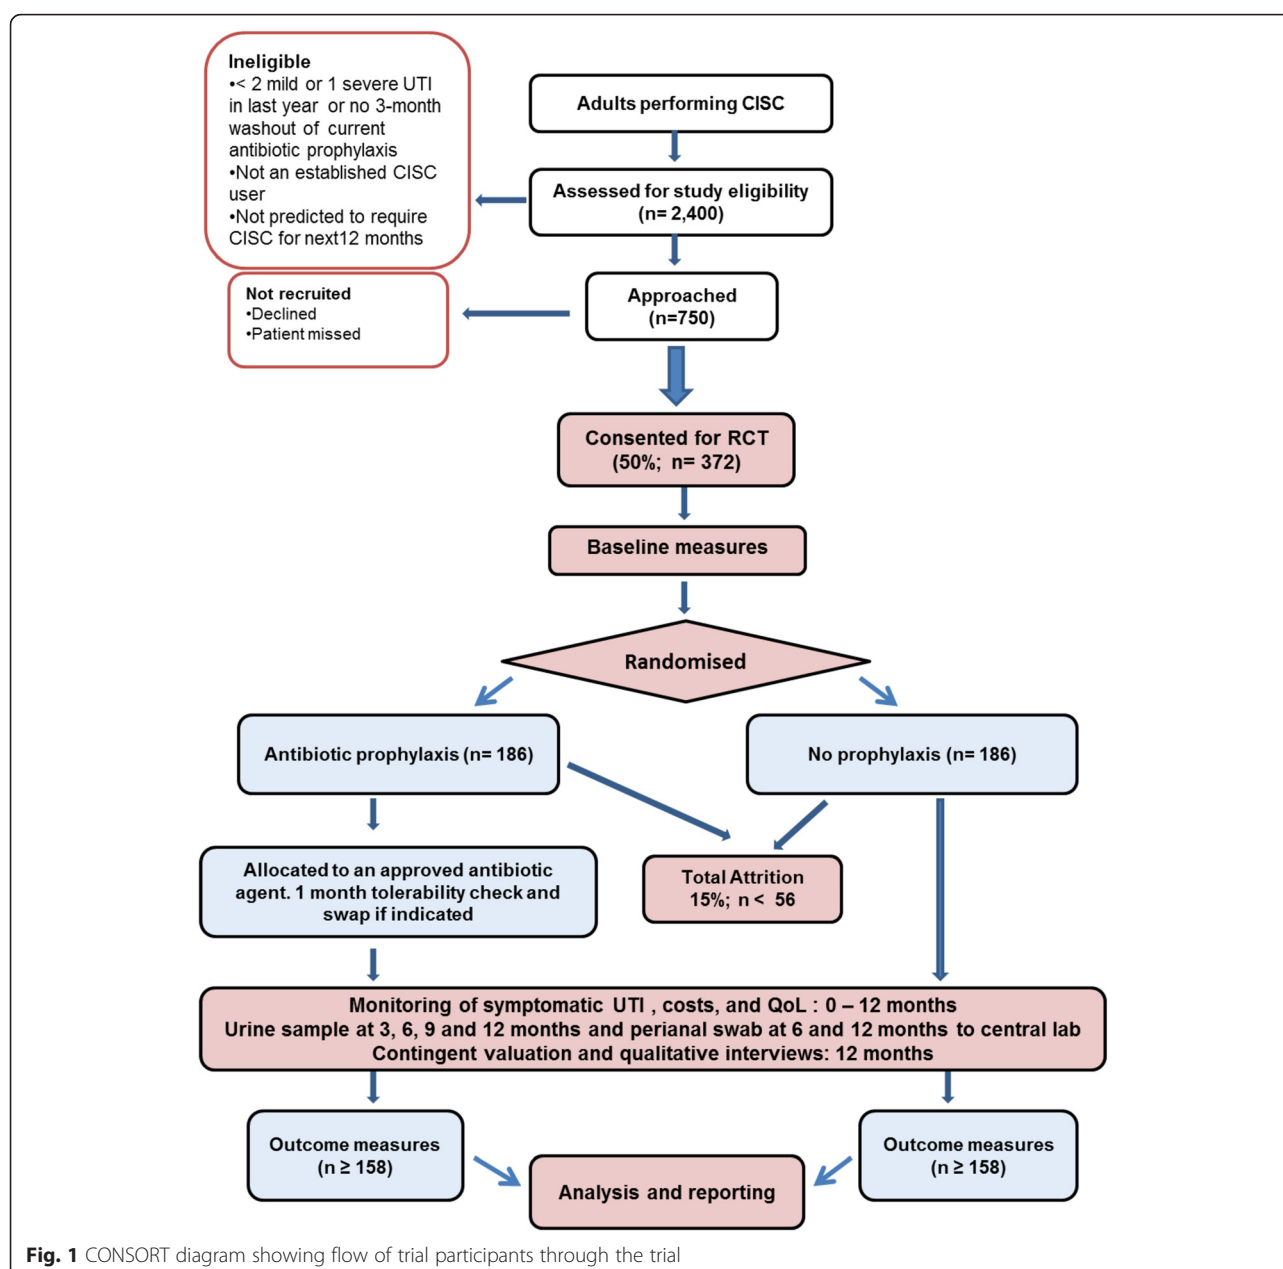 Ineligible
•< 2 mild or 1 severe UTI
in last year or no 3-month
washout of current
antibiotic prophylaxis
•Not an established CISC
user
•Not predicted to require
CISC for next12 months
Adults performing CISC
Assessed for study eligibility
(n= 2,400)
Not recruited
•Declined
•Patient missed
Approached
(n=750)
Consented for RCT
(50%; n= 372)
Baseline measures
Randomised
Antibiotic prophylaxis (n= 186)
No prophylaxis (n= 186)
Allocated to an approved antibiotic
agent. 1 month tolerability check and
swap if indicated
Total Attrition
15%; n < 56
Monitoring of symptomatic UTI , costs, and QoL : 0 – 12 months
Urine sample at 3, 6, 9 and 12 months and perianal swab at 6 and 12 months to central lab
Contingent valuation and qualitative interviews: 12 months
Outcome measures
(n ≥ 158)
Outcome measures
(n ≥ 158)
Analysis and reporting
Fig. 1 CONSORT diagram showing flow of trial participants through the trial